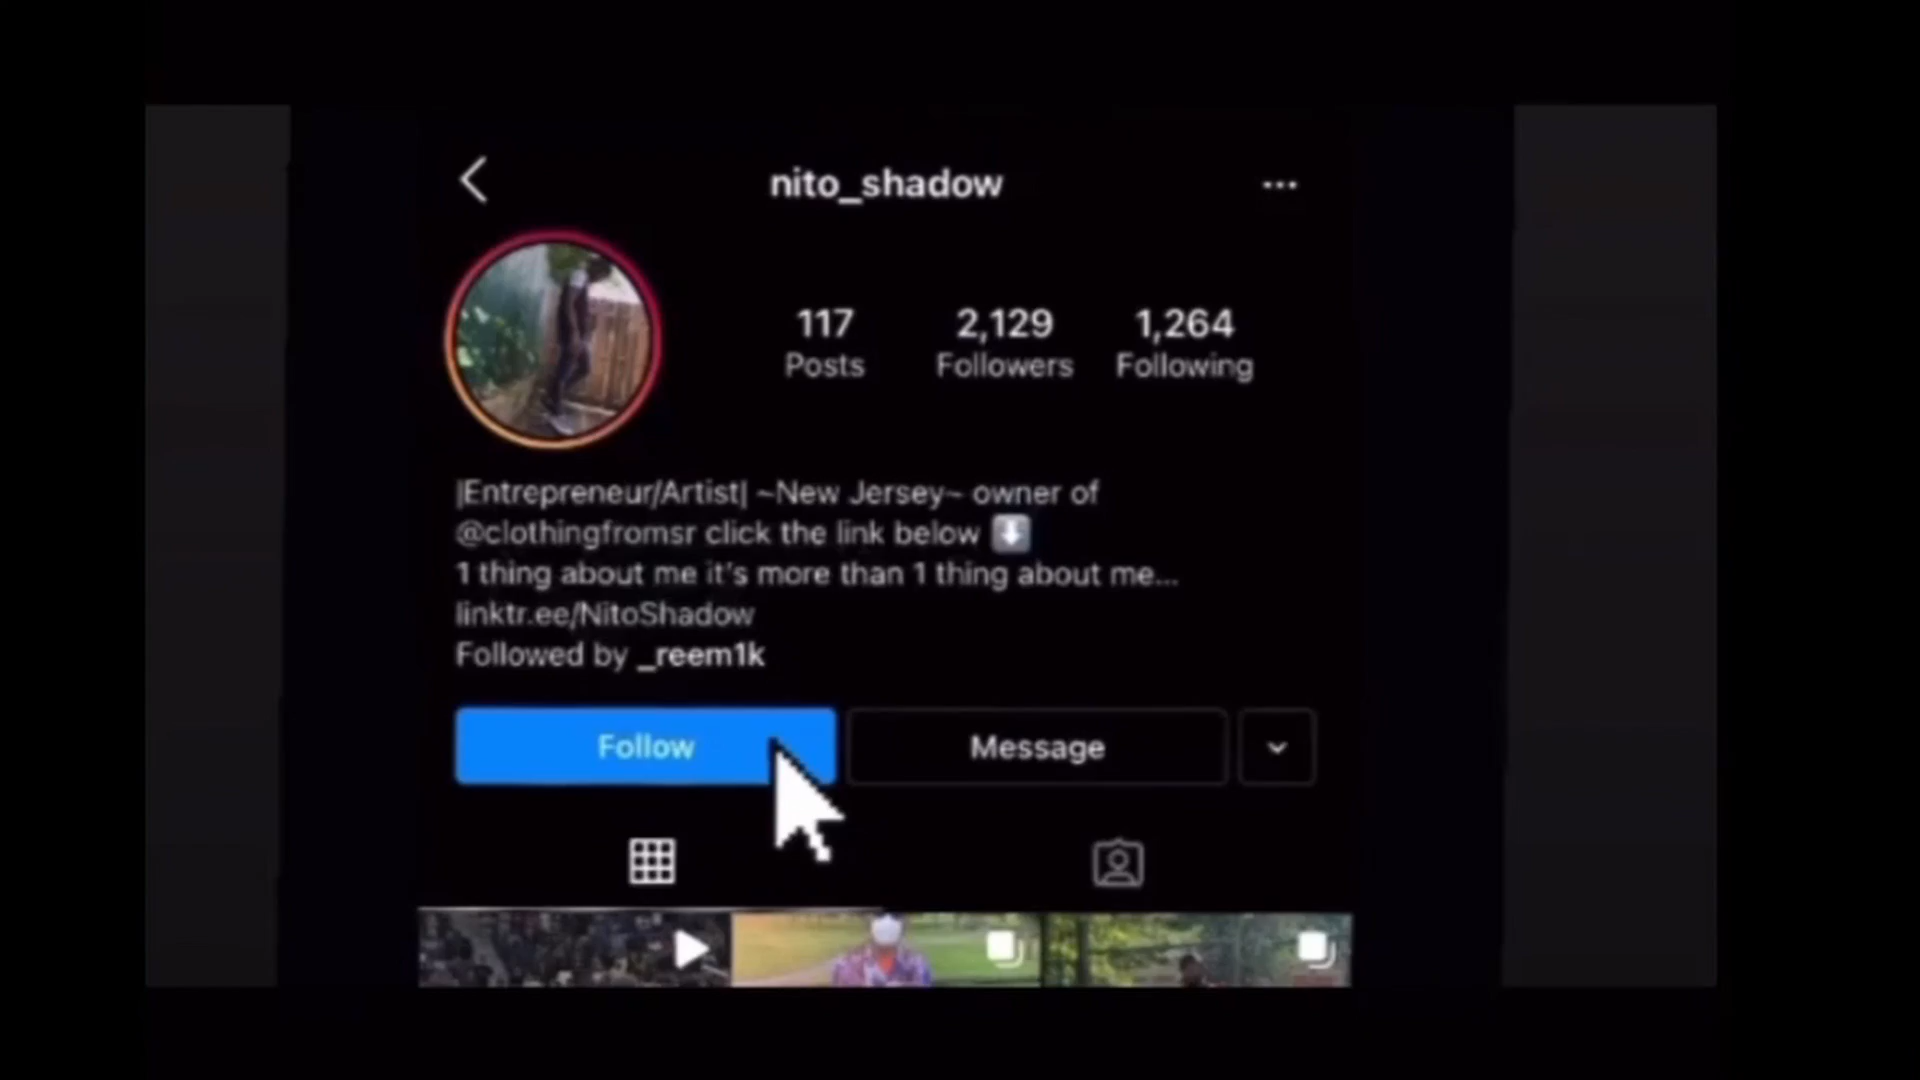 nito_shadow
117
2,129
1,264
Posts
Followers
Following
|Entrepreneur/Artist| ~New Jersey~ owner of
@clothingfromsr click the link below ⬇️
1 thing about me it's more than 1 thing about me...
linktr.ee/NitoShadow
Followed by _reem1k
Follow
Message